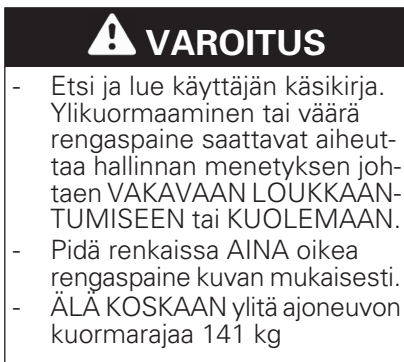 VAROITUS
- Etsi ja lue käyttäjän käsikirja.
Ylikuormaaminen tai väärä
rengaspaine saattavat aiheut-
taa hallinnan menetyksen joh-
taen VAKAVAAN LOUKKAAN-
TUMISEEN tai KUOLEMAAN.
- Pidä renkaissa AINA oikea
rengaspaine kuvan mukaisesti.
- ÄLÄ KOSKAAN ylitä ajoneuvon
kuormarajaa 141 kg